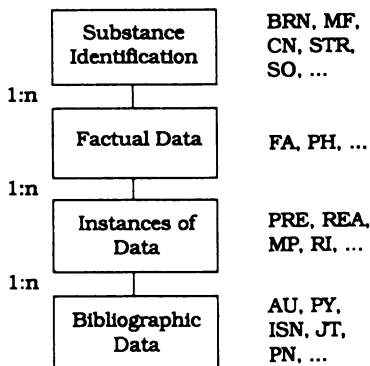 Substance
Identification
BRN, MF,
CN, STR,
SO, ...
1:n
Factual Data
FA, PH, ...
1:n
Instances of
Data
PRE, REA,
MP, RI, ...
1:n
Bibliographic
Data
AU, PY,
ISN, JT,
PN, ...